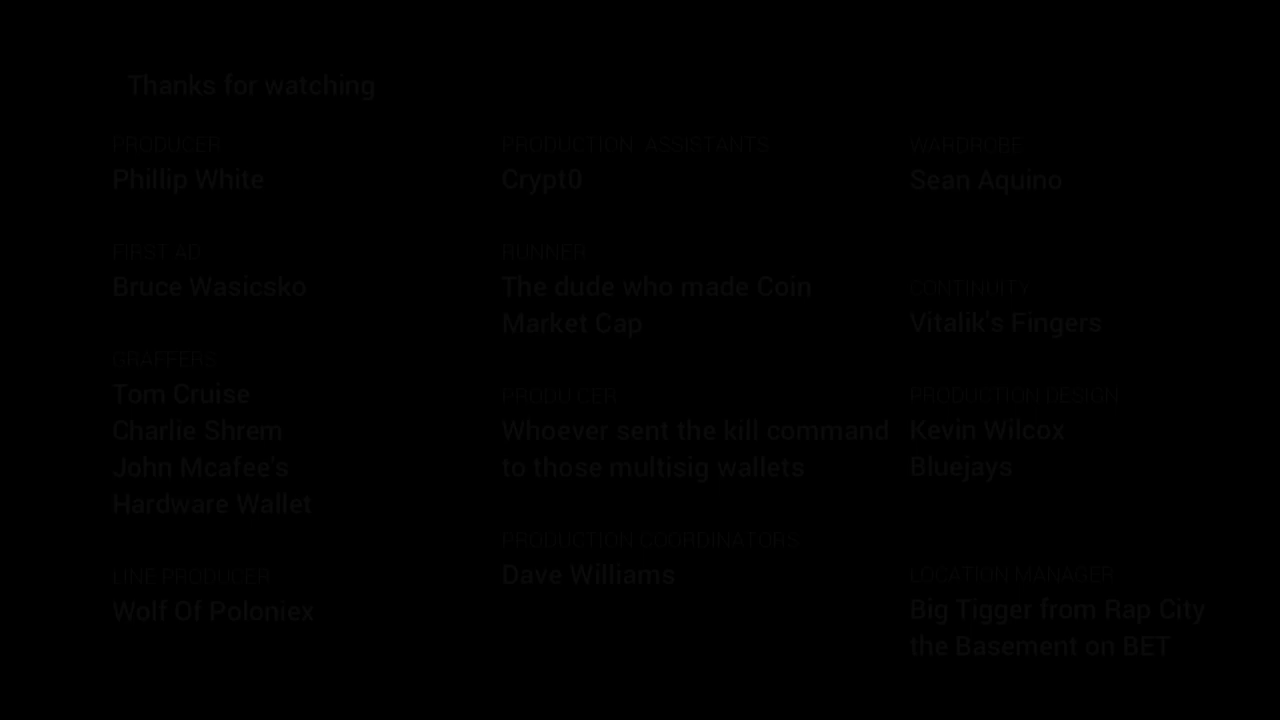 Thanks for watching
PRODUCER
Phillip White
FIRST AD
Bruce Wasicsko
GRAFFERS
Tom Cruise
Charlie Shrem
John Mcafee's
Hardware Wallet
LINE PRODUCER
Wolf Of Poloniex
PRODUCTION ASSISTANTS
Crypt0
RUNNER
The dude who made Coin
Market Cap
PRODUCER
Whoever sent the kill command
to those multisig wallets
PRODUCTION COORDINATORS
Dave Williams
WARDROBE
Sean Aquino
CONTINUITY
Vitalik's Fingers
PRODUCTION DESIGN
Kevin Wilcox
Bluejays
LOCATION MANAGER
Big Tigger from Rap City
the Basement on BET